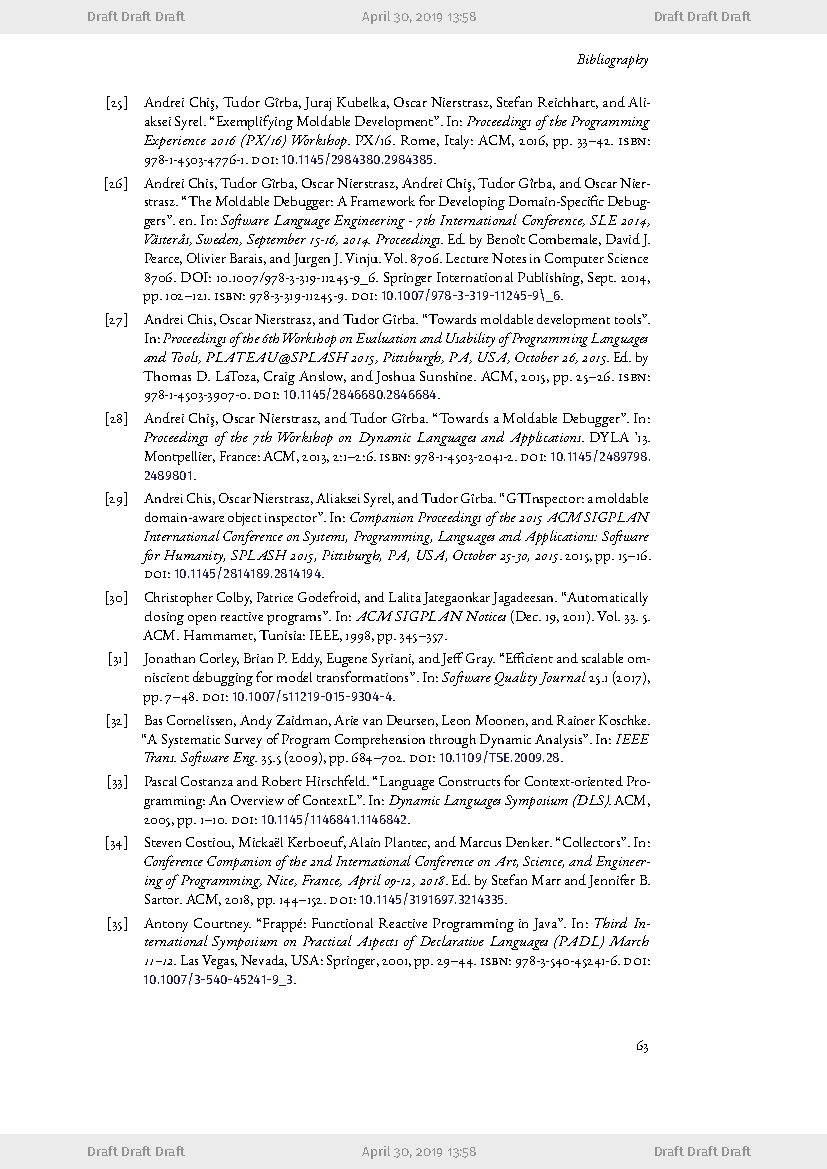 Draft Draft Draft April 30, 2019 13:58 Draft Draft Draft
Bibliography
[25] Andrei Chiş, Tudor Gîrba, Juraj Kubelka, Oscar Nierstrasz, Stefan Reichhart, and Ali-
aksei Syrel. “Exemplifying Moldable Development”. In: Proceedings of the Programming
Experience 2016 (PX/16) Workshop. PX/16. Rome, Italy: ACM, 2016, pp. 33–42. ISBN:
978-1-4503-4776-1. DOI: 10.1145/2984380.2984385.
[26] Andrei Chis, Tudor Gîrba, Oscar Nierstrasz, Andrei Chiş, Tudor Gîrba, and Oscar Nier-
strasz. “The Moldable Debugger: A Framework for Developing Domain-Specific Debug-
gers”. en. In: Software Language Engineering - 7th International Conference, SLE 2014,
Västerås, Sweden, September 15-16, 2014. Proceedings. Ed. by Benoît Combemale, David J.
Pearce, Olivier Barais, and Jurgen J. Vinju. Vol. 8706. Lecture Notes in Computer Science
8706. DOI: 10.1007/978-3-319-11245-9_6. Springer International Publishing, Sept. 2014,
pp. 102–121. ISBN: 978-3-319-11245-9. DOI: 10.1007/978-3-319-11245-9\_6.
[27] Andrei Chis, Oscar Nierstrasz, and Tudor Gîrba. “Towards moldable development tools”.
In: Proceedings of the 6th Workshop on Evaluation and Usability of Programming Languages
and Tools, PLATEAU@SPLASH 2015, Pittsburgh, PA, USA, October 26, 2015. Ed. by
Thomas D. LaToza, Craig Anslow, and Joshua Sunshine. ACM, 2015, pp. 25–26. ISBN:
978-1-4503-3907-0. DOI: 10.1145/2846680.2846684.
[28] Andrei Chiş, Oscar Nierstrasz, and Tudor Gîrba. “Towards a Moldable Debugger”. In:
Proceedings of the 7th Workshop on Dynamic Languages and Applications. DYLA ’13.
Montpellier, France: ACM, 2013, 2:1–2:6. ISBN: 978-1-4503-2041-2. DOI: 10.1145/2489798.
2489801.
[29] Andrei Chis, Oscar Nierstrasz, Aliaksei Syrel, and Tudor Gîrba. “GTInspector: a moldable
domain-aware object inspector”. In: Companion Proceedings of the 2015 ACM SIGPLAN
International Conference on Systems, Programming, Languages and Applications: Software
for Humanity, SPLASH 2015, Pittsburgh, PA, USA, October 25-30, 2015. 2015, pp. 15–16.
DOI: 10.1145/2814189.2814194.
[30] Christopher Colby, Patrice Godefroid, and Lalita Jategaonkar Jagadeesan. “Automatically
closing open reactive programs”. In: ACM SIGPLAN Notices (Dec. 19, 2011). Vol. 33. 5.
ACM. Hammamet, Tunisia: IEEE, 1998, pp. 345–357.
[31] Jonathan Corley, Brian P. Eddy, Eugene Syriani, and Jeff Gray. “Efficient and scalable om-
niscient debugging for model transformations”. In: Software Quality Journal 25.1 (2017),
pp. 7–48. DOI: 10.1007/s11219-015-9304-4.
[32] Bas Cornelissen, Andy Zaidman, Arie van Deursen, Leon Moonen, and Rainer Koschke.
“A Systematic Survey of Program Comprehension through Dynamic Analysis”. In: IEEE
Trans. Software Eng. 35.5 (2009), pp. 684–702. DOI: 10.1109/TSE.2009.28.
[33] Pascal Costanza and Robert Hirschfeld. “Language Constructs for Context-oriented Pro-
gramming: An Overview of ContextL”. In: Dynamic Languages Symposium (DLS). ACM,
2005, pp. 1–10. DOI: 10.1145/1146841.1146842.
[34] Steven Costiou, Mickaël Kerboeuf, Alain Plantec, and Marcus Denker. “Collectors”. In:
Conference Companion of the 2nd International Conference on Art, Science, and Engineer-
ing of Programming, Nice, France, April 09-12, 2018. Ed. by Stefan Marr and Jennifer B.
Sartor. ACM, 2018, pp. 144–152. DOI: 10.1145/3191697.3214335.
[35] Antony Courtney. “Frappé: Functional Reactive Programming in Java”. In: Third In-
ternational Symposium on Practical Aspects of Declarative Languages (PADL) March
11–12. Las Vegas, Nevada, USA: Springer, 2001, pp. 29–44. ISBN: 978-3-540-45241-6. DOI:
10.1007/3-540-45241-9_3.
63
Draft Draft Draft April 30, 2019 13:58 Draft Draft Draft